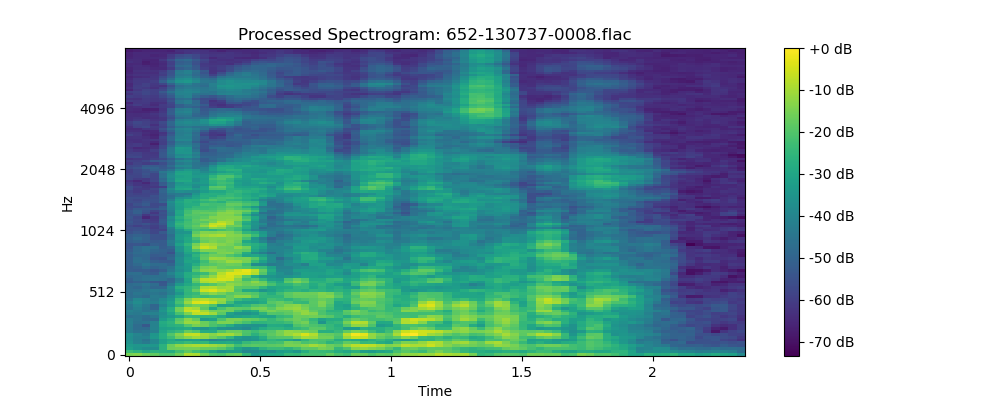 Processed Spectrogram: 652-130737-0008.flac
+0 dB
-10 dB
-20 dB
-30 dB
-40 dB
-50 dB
-60 dB
-70 dB
4096
2048
1024
512
0
Hz
0
0.5
1
1.5
2
Time